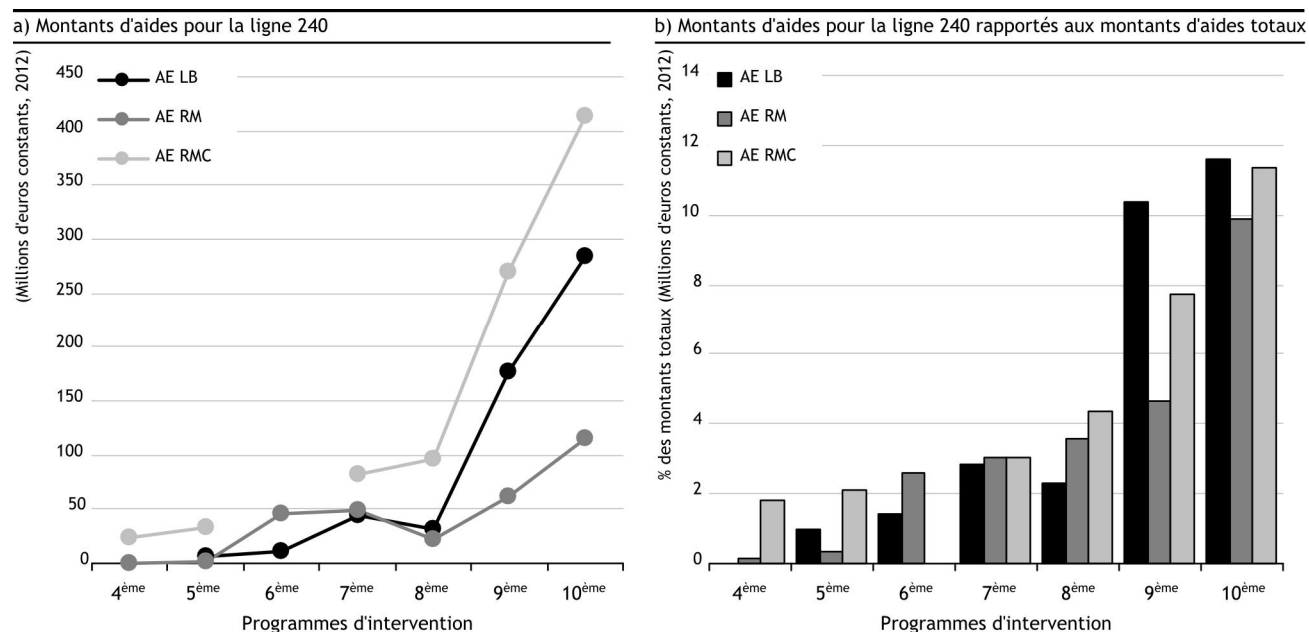 a) Montants d'aides pour la ligne 240
(Millions d'euros constants, 2012)
450
400
350
300
250
200
150
100
50
0
AE LB
AE RM
AE RMC
4ème 5ème 6ème 7ème 8ème 9ème 10ème
Programmes d'intervention
b) Montants d'aides pour la ligne 240 rapportés aux montants d'aides totaux
% des montants totaux (Millions d'euros constants, 2012)
14
12
10
8
6
4
2
0
AE LB
AE RM
AE RMC
4ème 5ème 6ème 7ème 8ème 9ème 10ème
Programmes d'intervention